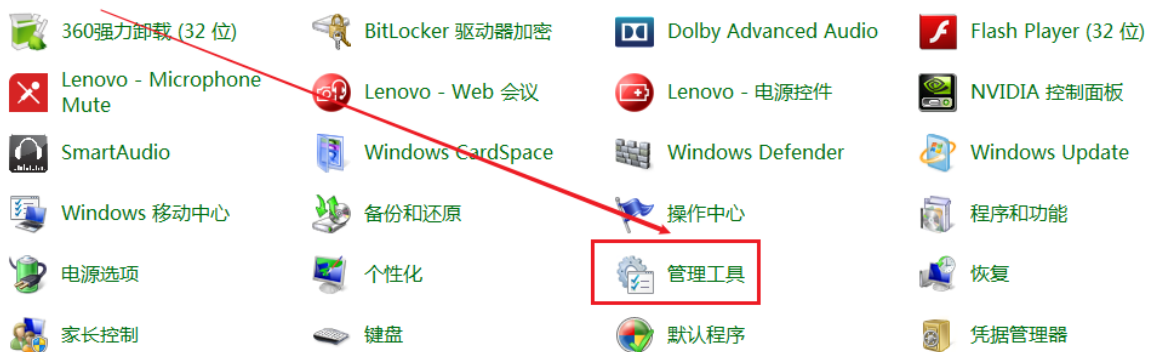 360强力卸载 (32 位)
BitLocker 驱动器加密
Dolby Advanced Audio
Flash Player (32 位)
Lenovo - Microphone
Mute
Lenovo - Web 会议
Lenovo - 电源控件
NVIDIA 控制面板
SmartAudio
Windows CardSpace
Windows Defender
Windows Update
Windows 移动中心
备份和还原
操作中心
程序和功能
电源选项
个性化
管理工具
恢复
家长控制
键盘
默认程序
凭据管理器